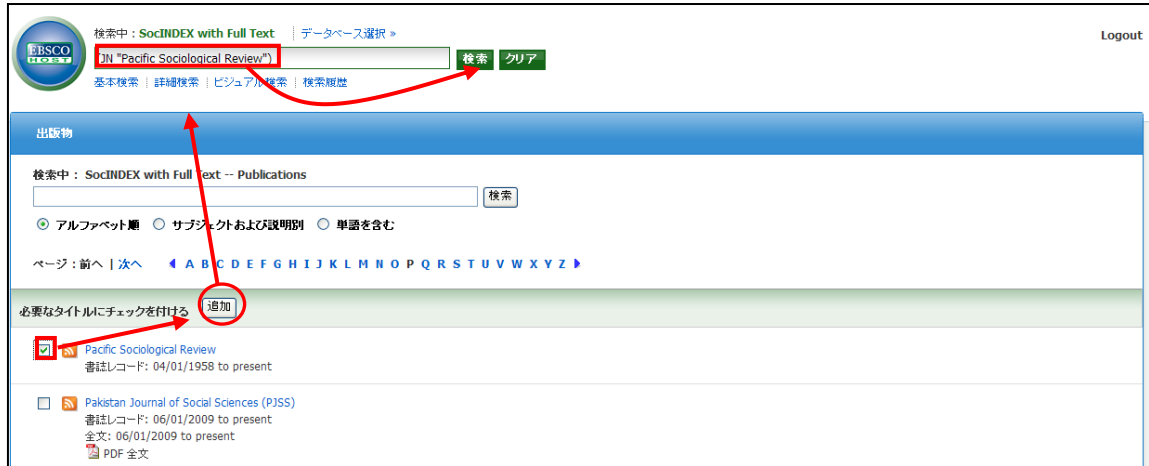 EBSCO
HOST
検索中 : SocINDEX with Full Text データベース選択 »
Logout
JN "Pacific Sociological Review")
検索 クリア
基本検索 詳細検索 ビジュアル検索 検索履歴
出版物
検索中 : SocINDEX with Full Text -- Publications
検索
アルファベット順 サブジェクトおよび説明別 単語を含む
ページ : 前へ | 次へ A B C D E F G H I J K L M N O P Q R S T U V W X Y Z
必要なタイトルにチェックを付ける 追加
Pacific Sociological Review
書誌レコード: 04/01/1958 to present
Pakistan Journal of Social Sciences (PJSS)
書誌レコード: 06/01/2009 to present
全文: 06/01/2009 to present
PDF 全文